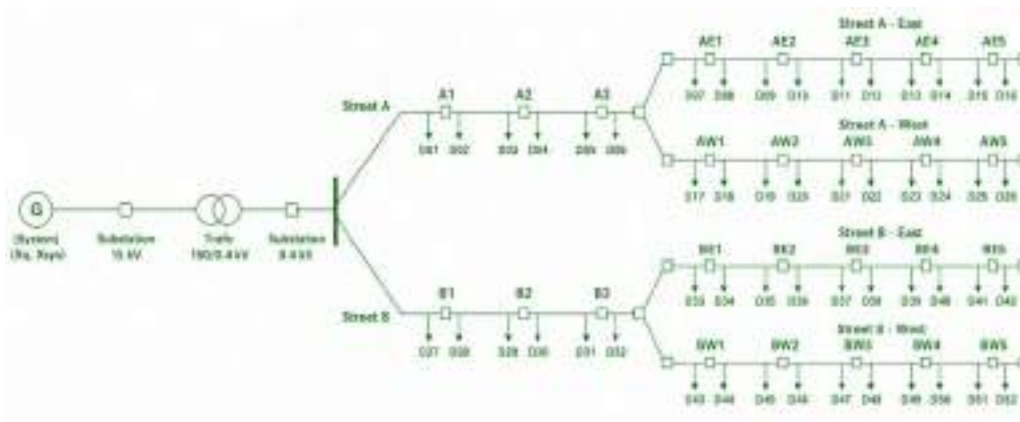 Street A - East
AE1 AE2 AE3 AE4 AE5
D07 D08 D09 D10 D11 D12 D13 D14 D15 D16
Street A
A1 A2 A3
D01 D02 D03 D04 D05 D06
Street A - West
AW1 AW2 AW3 AW4 AW5
D17 D18 D19 D20 D21 D22 D23 D24 D25 D26
G
(System)
(Sq, Xsys)
Substation
15 kV
Trafo
Substation
0.4 kV
Street B - East
BE1 BE2 BE3 BE4 BE5
D33 D34 D35 D36 D37 D38 D39 D40 D41 D42
Street B
B1 B2 B3
D27 D28 D29 D30 D31 D32
Street B - West
BW1 BW2 BW3 BW4 BW5
D43 D44 D45 D46 D47 D48 D49 D50 D51 D52